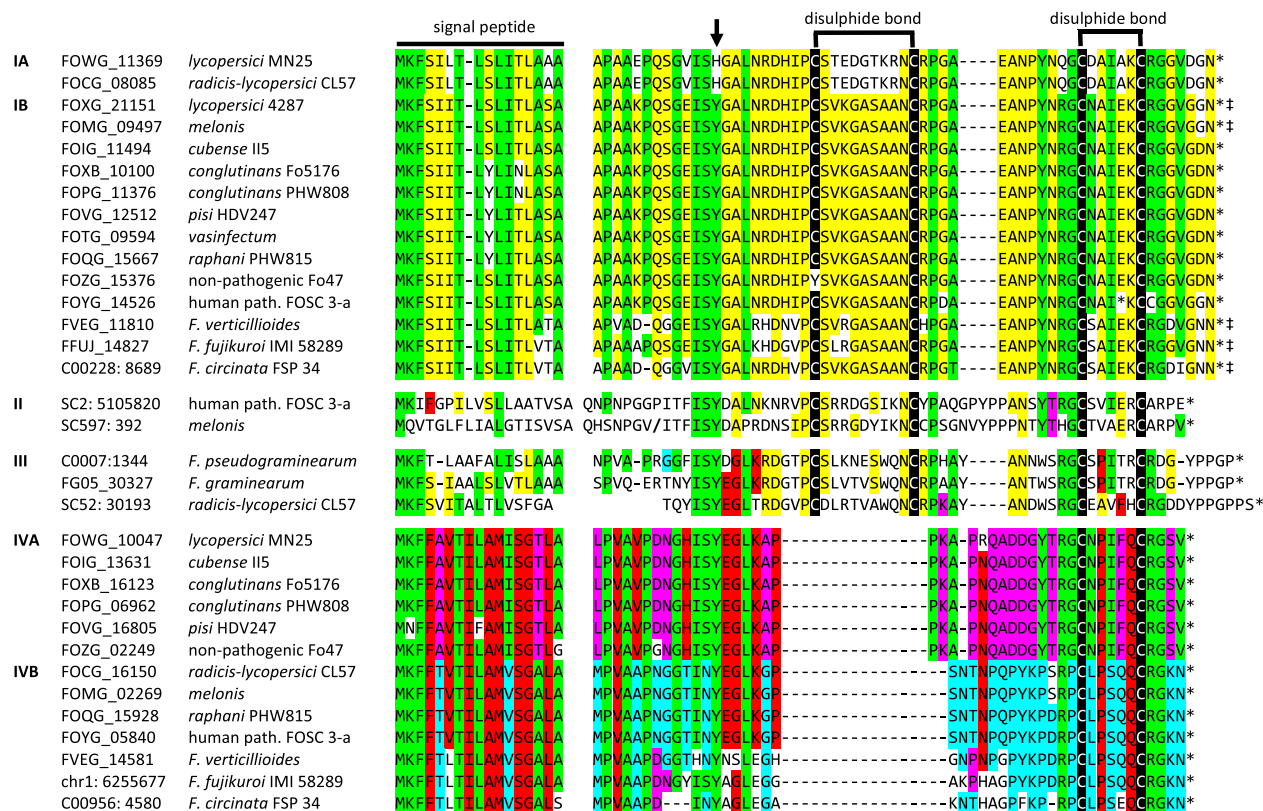 signal peptide disulphide bond disulphide bond
IA FOWG_11369 lycopersici MN25 MKFSILT-LSLITLAAA APAAEPQSGVISHGALNRDHIPCSTEDGTKRNCRPGA----EANPYNQGCDAIAKCRGGVDGN*
FOCG_08085 radicis-lycopersici CL57 MKFSILT-LSLITLAAA APAAEPQSGVISHGALNRDHIPCSTEDGTKRNCRPGA----EANPYNQGCDAIAKCRGGVDGN*
IB FOXG_21151 lycopersici 4287 MKFSIIT-LSLITLASA APAAKPQSGEISYGALNRDHIPCSVKGASAANCRPGA----EANPYNRGCNAIEKCRGGVGGN*‡
FOMG_09497 melonis MKFSIIT-LSLITLASA APAAKPQSGEISYGALNRDHIPCSVKGASAANCRPGA----EANPYNRGCNAIEKCRGGVGGN*‡
FOIG_11494 cubense II5 MKFSIIT-LSLITLASA APAAKPQSGEISYGALNRDHIPCSVKGASAANCRPGA----EANPYNRGCNAIEKCRGGVGDN*
FOXB_10100 conglutinans Fo5176 MKFSIIT-LYLINLASA APAAKPQSGEISYGALNRDHIPCSVKGASAANCRPGA----EANPYNRGCNAIEKCRGGVGDN*
FOPG_11376 conglutinans PHW808 MKFSIIT-LYLINLASA APAAKPQSGEISYGALNRDHIPCSVKGASAANCRPGA----EANPYNRGCNAIEKCRGGVGDN*
FOVG_12512 pisi HDV247 MKFSIIT-LYLITLASA APAAKPQSGEISYGALNRDHIPCSVKGASAANCRPGA----EANPYNRGCNAIEKCRGGVGDN*
FOTG_09594 vasinfectum MKFSIIT-LYLITLASA APAAKPQSGEISYGALNRDHIPCSVKGASAANCRPGA----EANPYNRGCNAIEKCRGGVGDN*
FOQG_15667 raphani PHW815 MKFSIIT-LYLITLASA APAAKPQSGEISYGALNRDHIPCSVKGASAANCRPGA----EANPYNRGCNAIEKCRGGVGDN*
FOZG_15376 non-pathogenic Fo47 MKFSIIT-LSLITLASA APAAKPQSGEISYGALNRDHIPYSVKGASAANCRPGA----EANPYNRGCNAIEKCRGGVGDN*
FOYG_14526 human path. FOSC 3-a MKFSIIT-LSLITLASA APAAKPQSGEISYGALNRDHIPCSVKGASAANCRPDA----EANPYNRGCNAI*KCCGGVGGN*
FVEG_11810 F. verticillioides MKFSIIT-LSLITLATA APVAD-QGGEISYGALRHDNVPCSVRGASAANCHPGA----EANPYNRGCSAIEKCRGDVGNN*‡
FFUJ_14827 F. fujikuroi IMI 58289 MKFSIIT-LSLITLVTA APAAAPQSGEISYGALKHDGVPCSLRGASAANCRPGA----EANPYNRGCSAIEKCRGGVGNN*‡
C00228: 8689 F. circinata FSP 34 MKFSIIT-LSLITLVTA APAAD-QGGVISYGALNRDHIPCSVKGASAANCRPGT----EANPYNRGCSAIEKCRGDIGNN*‡
II SC2: 5105820 human path. FOSC 3-a MKIFGPILVSLLAATVSA QNPNPGGPITFISYDALNKNRVPCSRRDGSIKNCYPAQGPYPPANSYTRGCSVIERCARPE*
SC597: 392 melonis MQVTGLFLIALGTISVSA QHSNPGV/ITFISYDAPRDNSIPCSRRGDYIKNCCPSGNVYPPPNTYTHGCTVAERCARPV*
III C0007:1344 F. pseudograminearum MKFT-LAAFALISLAAA NPVA-PRGGFISYDGLKRDGTPCSLKNESWQNCRPHAY----ANNWSRGCSPITRCRDG-YPPGP*
FG05_30327 F. graminearum MKFS-IAALSLVTLAAA SPVQ-ERTNYISYEGLKRDGTPCSLVTVSWQNCRPAAY----ANTWSRGCSPITRCRDG-YPPGP*
SC52: 30193 radicis-lycopersici CL57 MKFSVITALTLVSFGA TQYISYEGLTRDGVPCDLRTVAWQNCRPKAY----ANDWSRGCEAVFHCRGDDYPPGPPS*
IVA FOWG_10047 lycopersici MN25 MKFFAVTILAMISGTLA LPVAVPDNGHISYEGLKAP----------------PKA-PRQADDGYTRGCNPIFQCRGSV*
FOIG_13631 cubense II5 MKFFAVTILAMISGTLA LPVAVPDNGHISYEGLKAP----------------PKA-PNQADDGYTRGCNPIFQCRGSV*
FOXB_16123 conglutinans Fo5176 MKFFAVTILAMISGTLA LPVAVPDNGHISYEGLKAP----------------PKA-PNQADDGYTRGCNPIFQCRGSV*
FOPG_06962 conglutinans PHW808 MKFFAVTILAMISGTLA LPVAVPDNGHISYEGLKAP----------------PKA-PNQADDGYTRGCNPIFQCRGSV*
FOVG_16805 pisi HDV247 MNFFAVTIFAMISGTLA LPVAVPDNGHISYEGLKAP----------------PKA-PNQADDGYTRGCNPIFQCRGSV*
FOZG_02249 non-pathogenic Fo47 MKFFAVTILAMISGTLG LPVAVPGNGHISYEGLKAP----------------PKA-PNQADDGYTRGCNPIFQCRGSV*
IVB FOCG_16150 radicis-lycopersici CL57 MKFFTVTILAMVSGALA MPVAAPNGGTINYEGLKGP------------------SNTNPQPYKPSRPCLPSQQCRGKN*
FOMG_02269 melonis MKFFTVTILAMVSGALA MPVAAPNGGTINYEGLKGP------------------SNTNPQPYKPSRPCLPSQQCRGKN*
FOQG_15928 raphani PHW815 MKFFTVTILAMVSGALA MPVAAPNGGTINYEGLKGP------------------SNTNPQPYKPDRPCLPSQQCRGKN*
FOYG_05840 human path. FOSC 3-a MKFFTVTILAMVSGALA MPVAAPNGGTINYEGLKGP------------------SNTNPQPYKPDRPCLPSQQCRGKN*
FVEG_14581 F. verticillioides MKFFTLTILAMVSGALA MPVAAPDGGTHNYNSLEGH------------------GNPNPGPYKPDRPCLPSQKCRGKN*
chr1: 6255677 F. fujikuroi IMI 58289 MKFFTLTILAMVSGALA MPVAAPDNGYISYAGLEGG------------------AKPHAGPYKPDRPCLPSQKCRGKN*
C00956: 4580 F. circinata FSP 34 MKFFTLTILAMVSGALS MPVAAPD---INYAGLEGA------------------KNTHAGPFKPRRPCLPSERCRGKN*